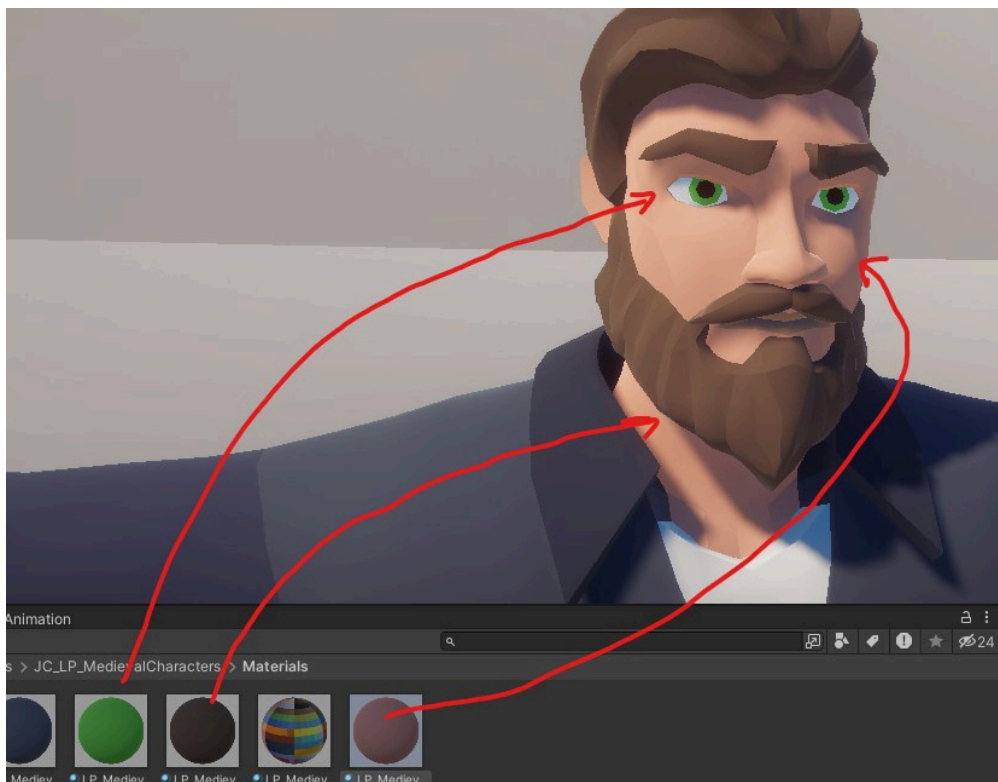 Animation
24
s > JC_LP_MedievalCharacters > Materials
Mediev LP_Mediev LP_Mediev LP_Mediev LP_Mediev